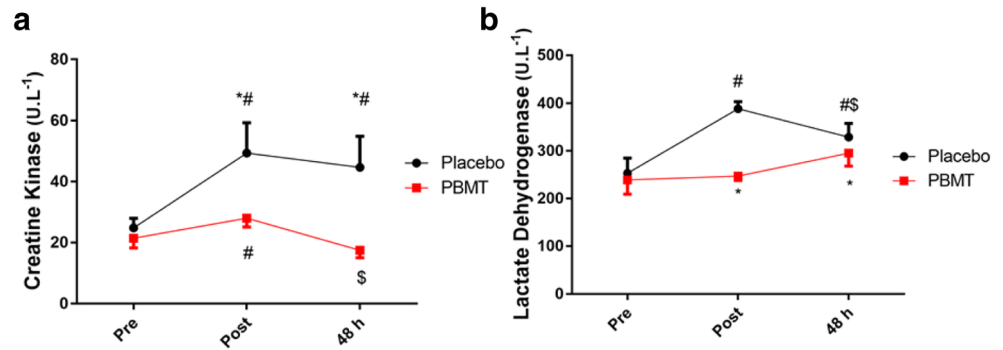 a
Creatine Kinase (U.L-1)
80
60
40
20
0
*#
*#
#
$
Pre
Post
48 h
Placebo
PBMT
b
Lactate Dehydrogenase (U.L-1)
500
400
300
200
100
0
#
#$
*
*
Pre
Post
48 h
Placebo
PBMT